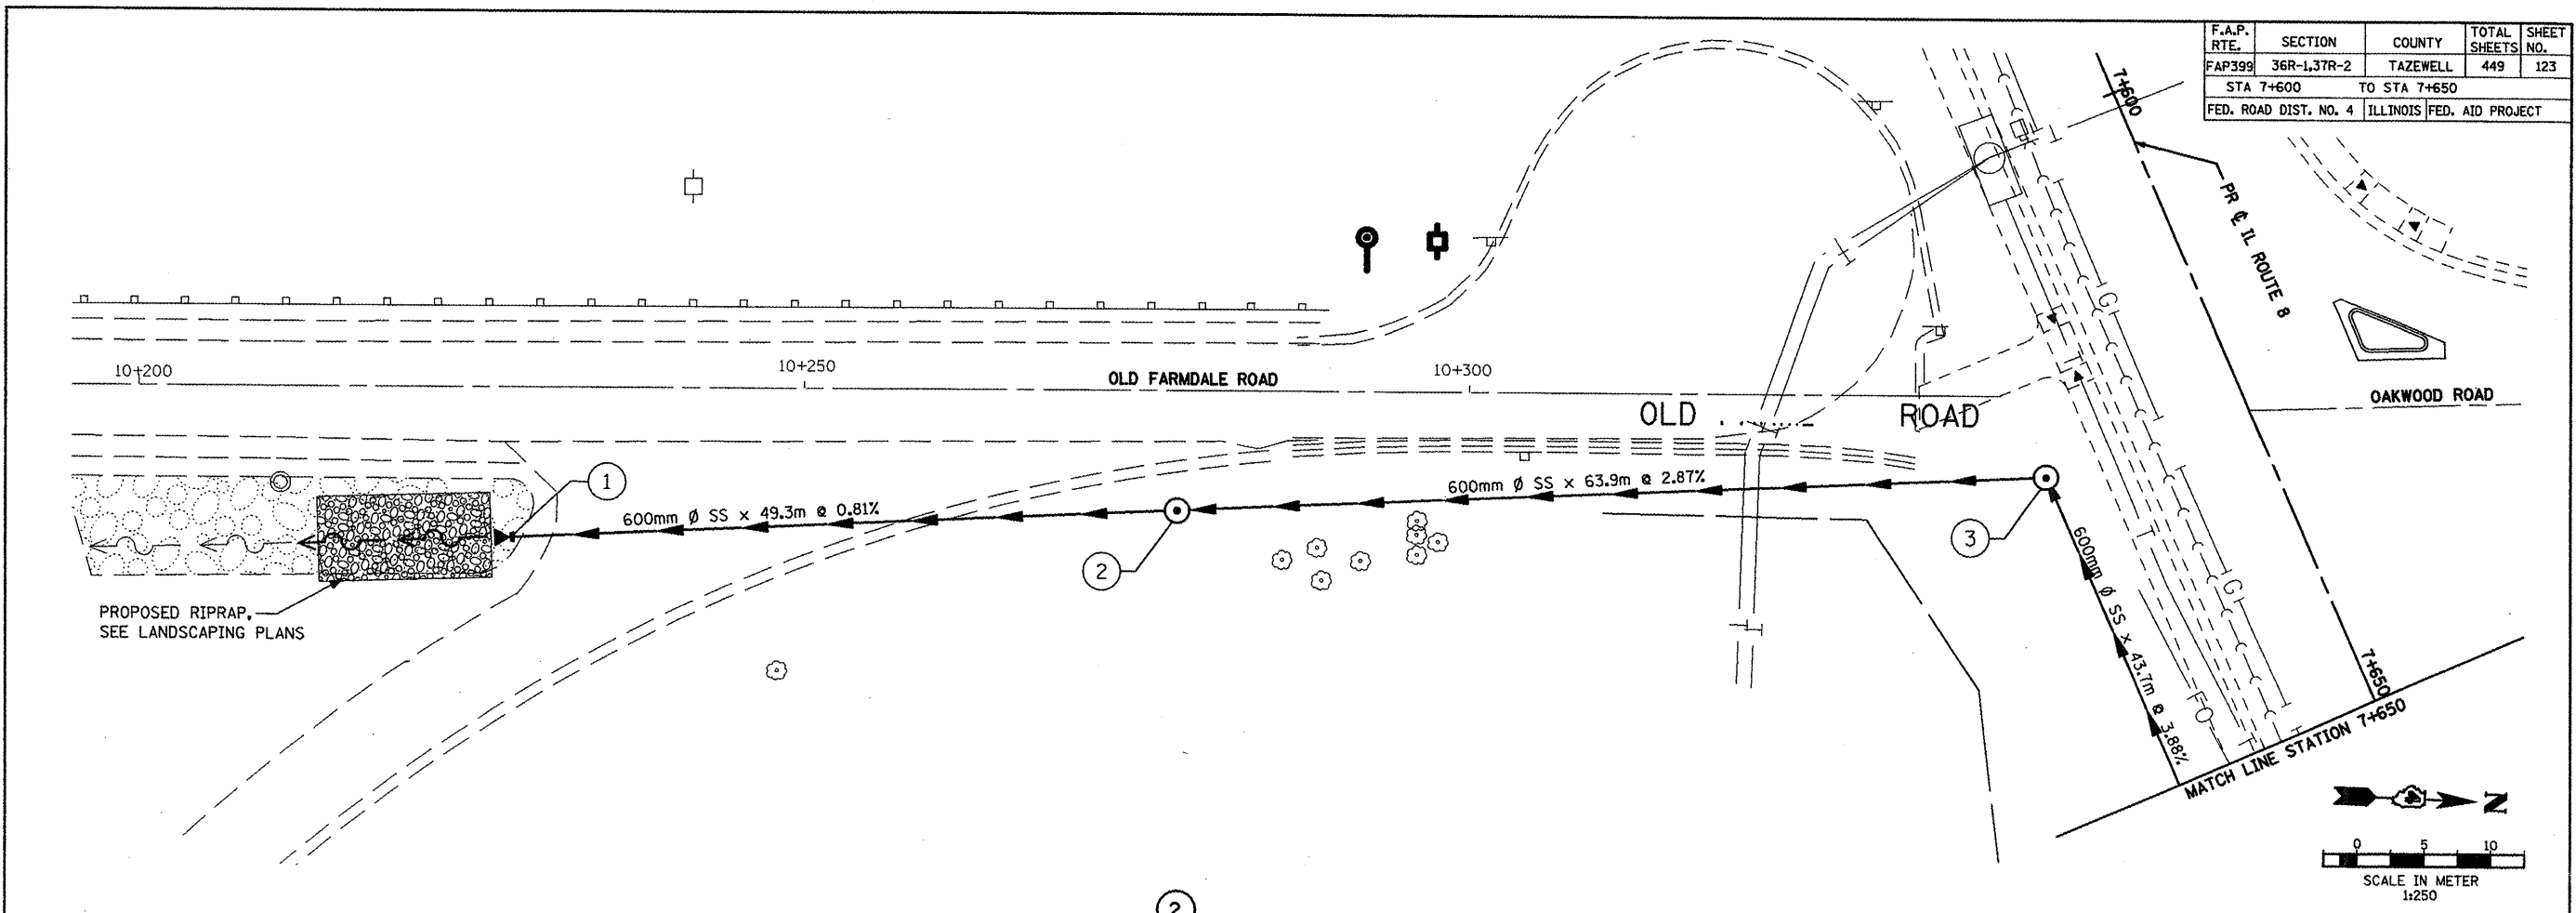 F.A.P. RTE. SECTION COUNTY TOTAL SHEETS SHEET NO.
FAP399 36R-1,37R-2 TAZEWELL 449 123
STA 7+600 TO STA 7+650
FED. ROAD DIST. NO. 4 ILLINOIS FED. AID PROJECT
7+600
PR ℄ IL ROUTE 8
10+200
10+250
10+300
OLD FARMDALE ROAD
OAKWOOD ROAD
OLD
ROAD
G
G
1
600mm Ø SS x 49.3m @ 0.81%
600mm Ø SS x 63.9m @ 2.87%
2
3
600mm Ø SS x 43.7m @ 3.88%
PROPOSED RIPRAP,
SEE LANDSCAPING PLANS
7+650
MATCH LINE STATION 7+650
N
0 5 10
SCALE IN METER
1:250
2